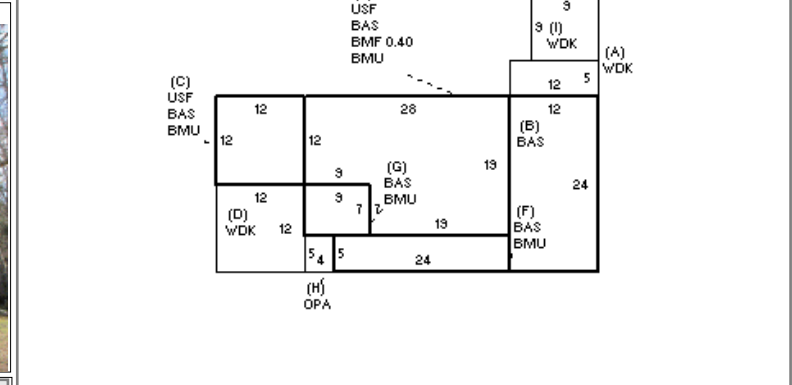 USF
BAS
BMF 0.40
BMU
9
9
(I)
WDK
(A)
WDK
12
5
(C)
USF
BAS
BMU
12
12
28
12
12
(B)
BAS
19
24
9
(G)
BAS
BMU
9
7
7
12
(D)
WDK
12
19
(F)
BAS
BMU
5
4
5
24
(H)
OPA